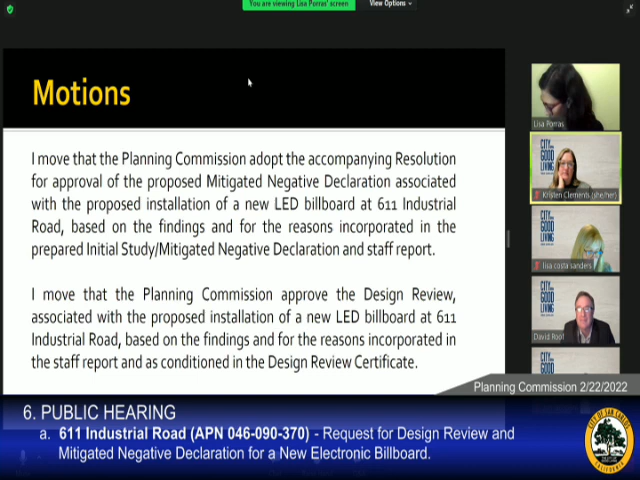 You are viewing Lisa Porras' screen
View Options
Motions
I move that the Planning Commission adopt the accompanying Resolution
for approval of the proposed Mitigated Negative Declaration associated
with the proposed installation of a new LED billboard at 611 Industrial
Road, based on the findings and for the reasons incorporated in the
prepared Initial Study/Mitigated Negative Declaration and staff report.
I move that the Planning Commission approve the Design Review,
associated with the proposed installation of a new LED billboard at 611
Industrial Road, based on the findings and for the reasons incorporated in
the staff report and as conditioned in the Design Review Certificate.
Lisa Porras
CITY
GOOD
LIVING
Kristen Clements (she/her)
CITY
GOOD
LIVING
lisa costa sanders
CITY
GOOD
LIVING
David Roof
CITY
GOOD
Planning Commission 2/22/2022
6. PUBLIC HEARING
a. 611 Industrial Road (APN 046-090-370) - Request for Design Review and
Mitigated Negative Declaration for a New Electronic Billboard.
CITY OF SAN CARLOS
CALIFORNIA